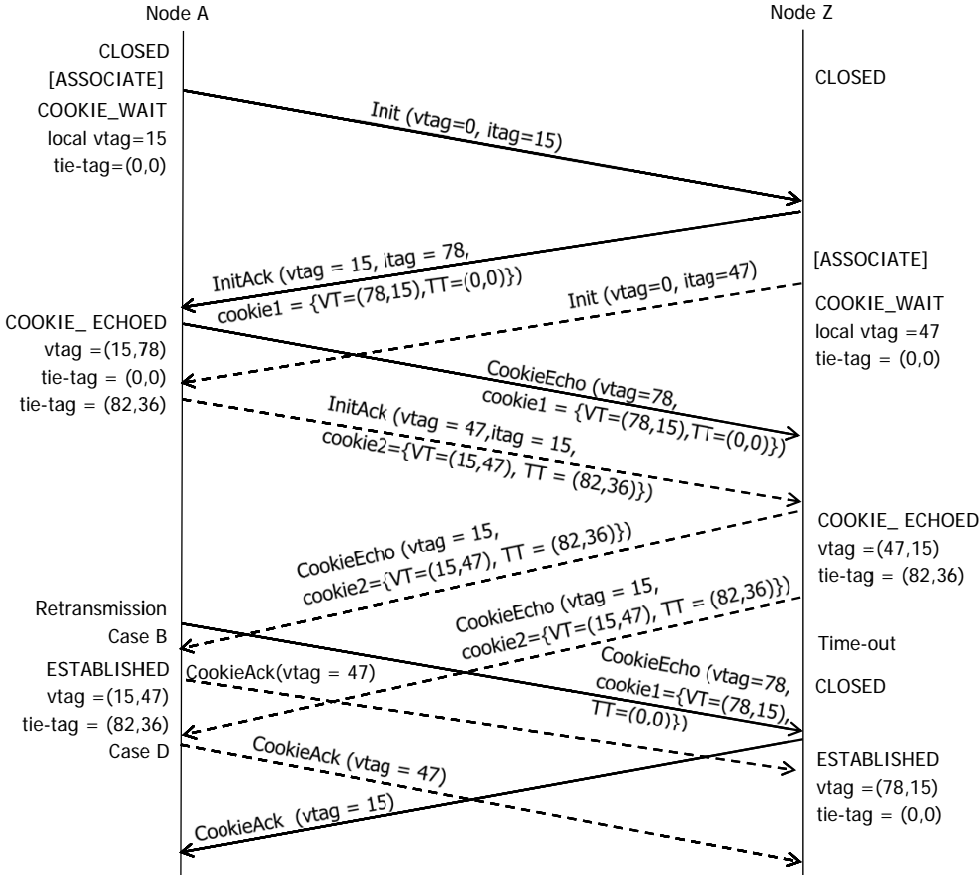 Node A
Node Z
CLOSED
[ASSOCIATE]
COOKIE_WAIT
local vtag=15
tie-tag=(0,0)
CLOSED
Init (vtag=0, itag=15)
InitAck (vtag = 15, itag = 78,
cookie1 = {VT=(78,15),TT=(0,0)})
[ASSOCIATE]
COOKIE_WAIT
local vtag =47
tie-tag = (0,0)
Init (vtag=0, itag=47)
COOKIE_ ECHOED
vtag =(15,78)
tie-tag = (0,0)
tie-tag = (82,36)
CookieEcho (vtag=78,
cookie1 = {VT=(78,15),TT=(0,0)})
InitAck (vtag = 47,itag = 15,
cookie2={VT=(15,47), TT = (82,36)})
COOKIE_ ECHOED
vtag =(47,15)
tie-tag = (82,36)
CookieEcho (vtag = 15,
cookie2={VT=(15,47), TT = (82,36)})
CookieEcho (vtag = 15,
cookie2={VT=(15,47), TT = (82,36)})
Retransmission
Case B
Time-out
CLOSED
CookieEcho (vtag=78,
cookie1={VT=(78,15),
TT=(0,0)})
ESTABLISHED
vtag =(15,47)
tie-tag = (82,36)
Case D
CookieAck(vtag = 47)
CookieAck (vtag = 47)
ESTABLISHED
vtag =(78,15)
tie-tag = (0,0)
CookieAck (vtag = 15)